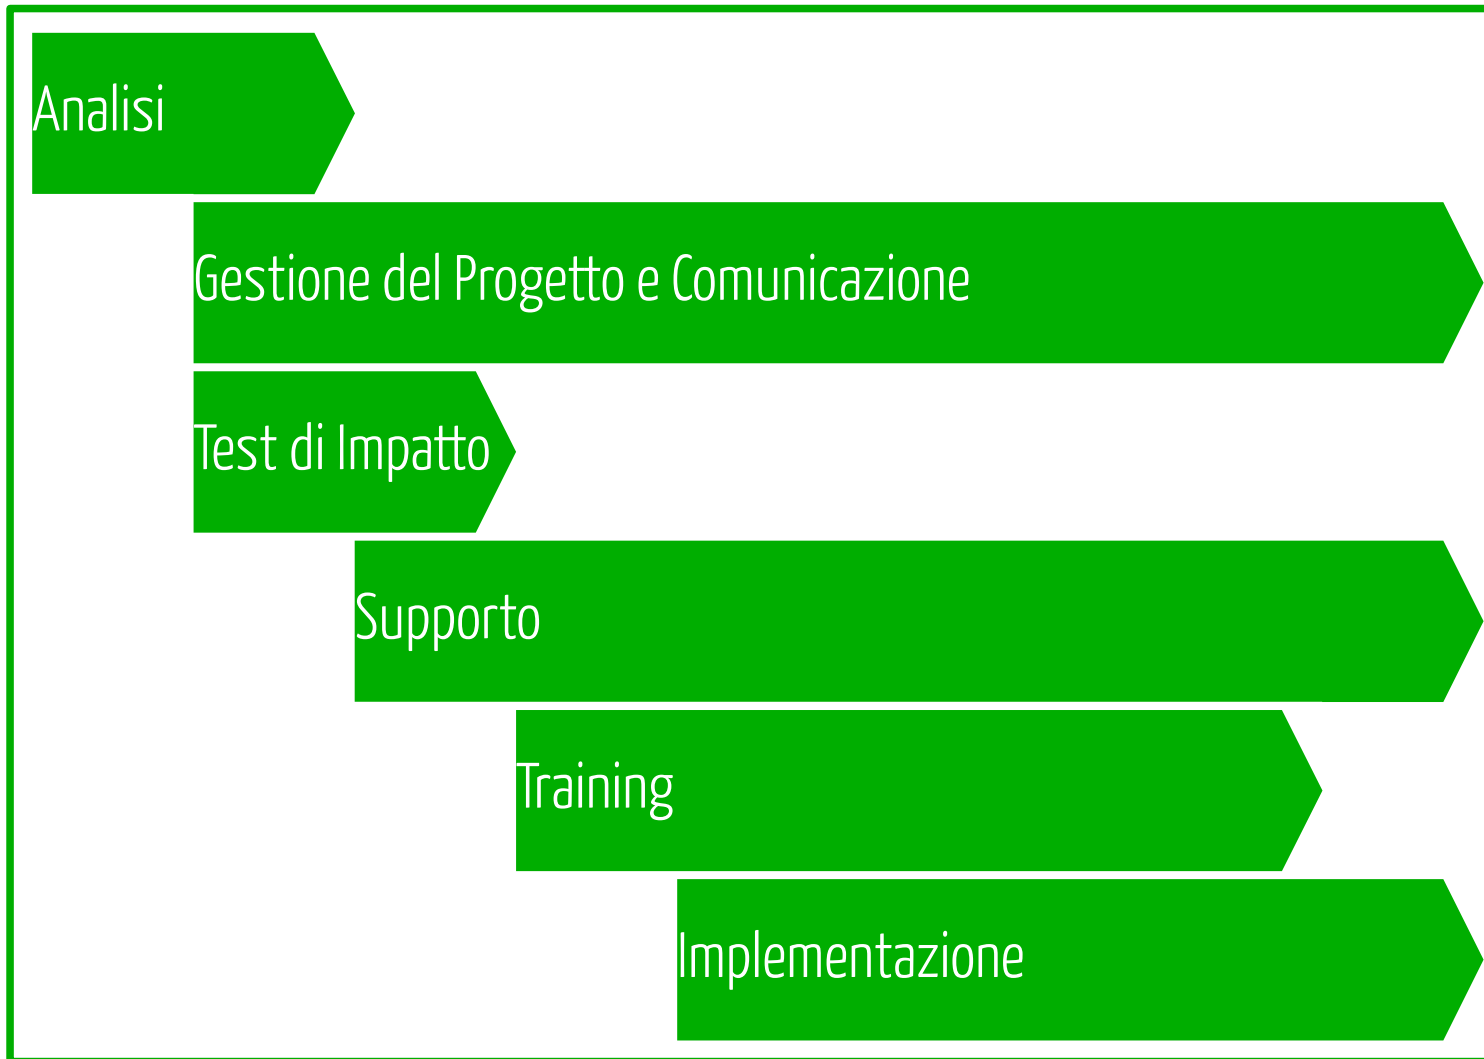 Analisi
Gestione del Progetto e Comunicazione
Test di Impatto
Supporto
Training
Implementazione